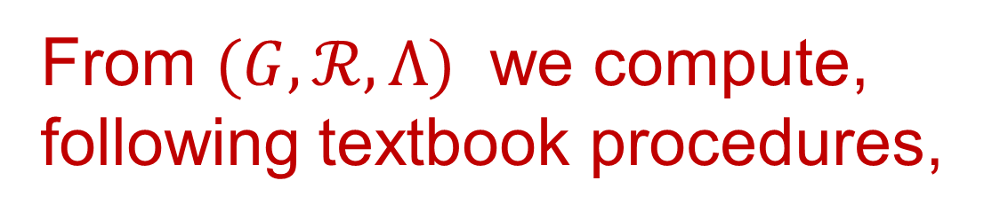 From (𝐺, ℛ, Λ) we compute,
following textbook procedures,